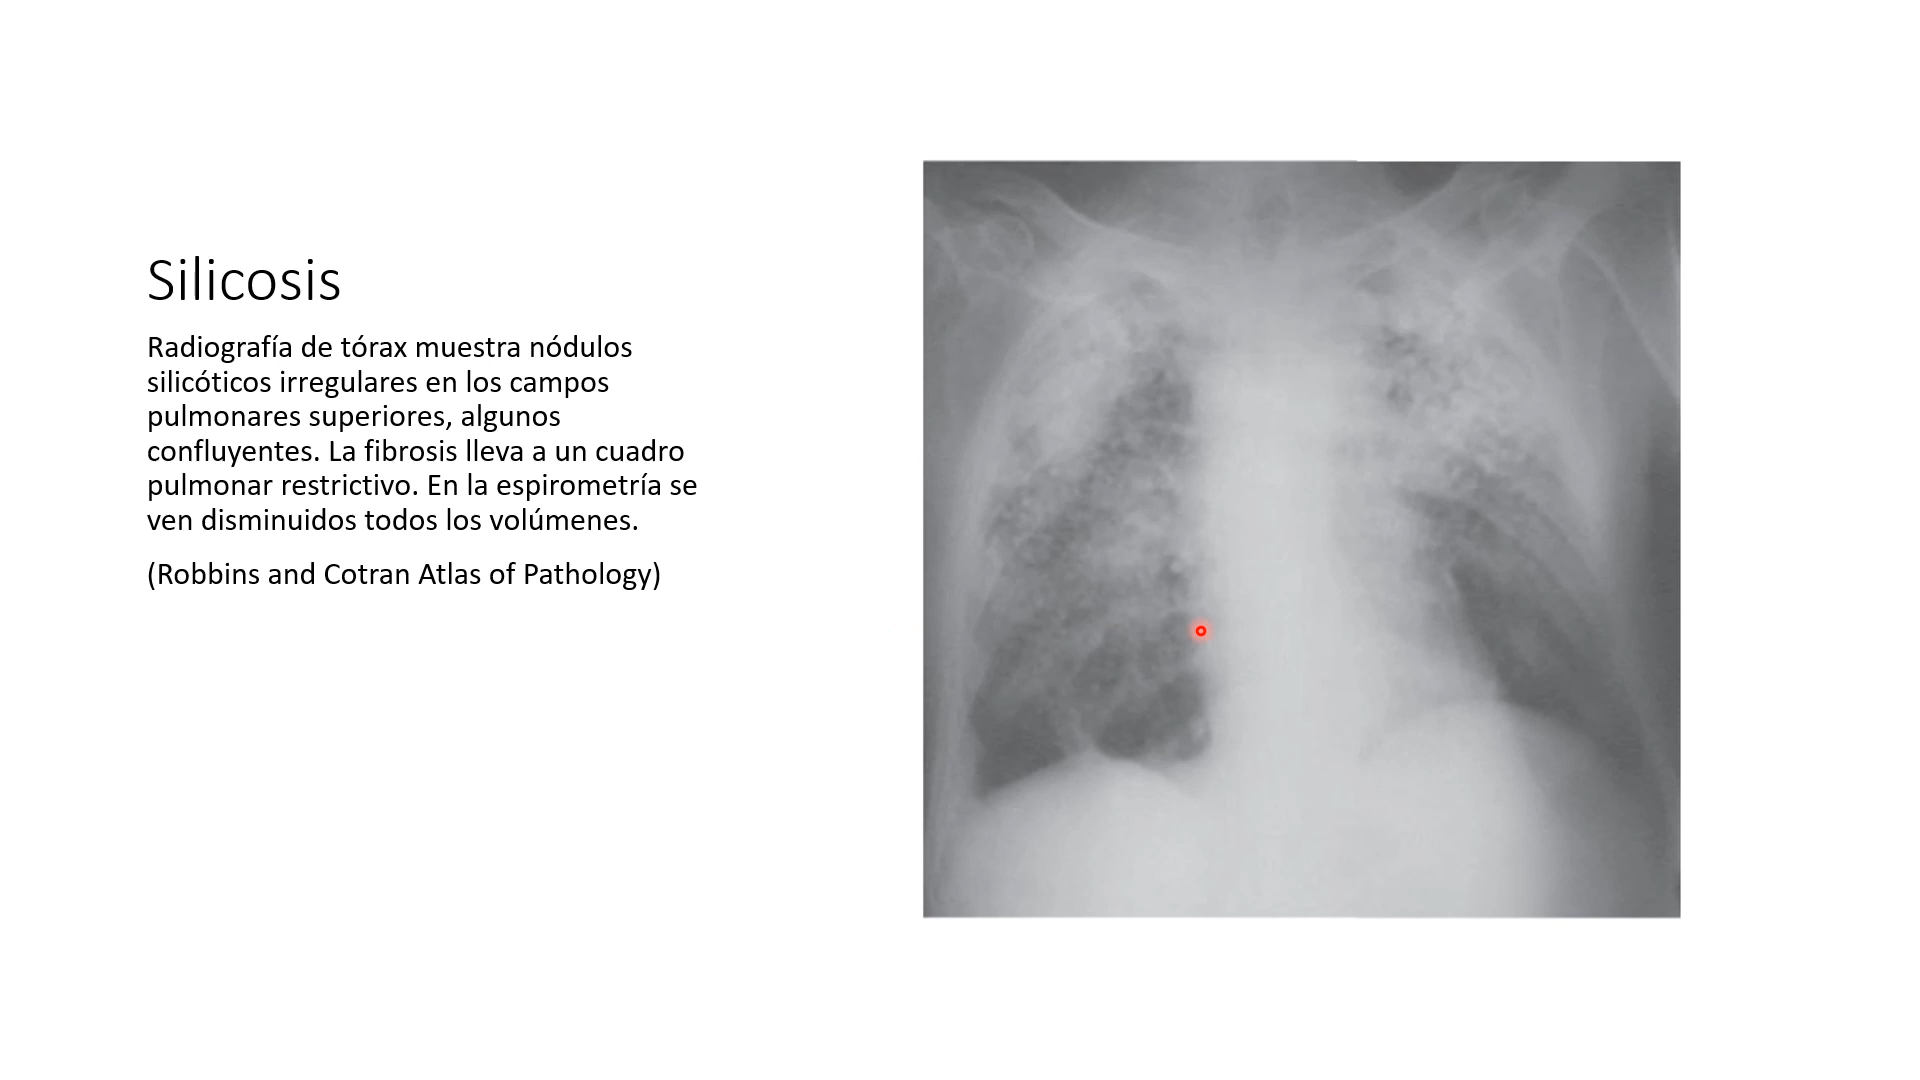 Silicosis
Radiografía de tórax muestra nódulos
silicóticos irregulares en los campos
pulmonares superiores, algunos
confluyentes. La fibrosis lleva a un cuadro
pulmonar restrictivo. En la espirometría se
ven disminuidos todos los volúmenes.
(Robbins and Cotran Atlas of Pathology)